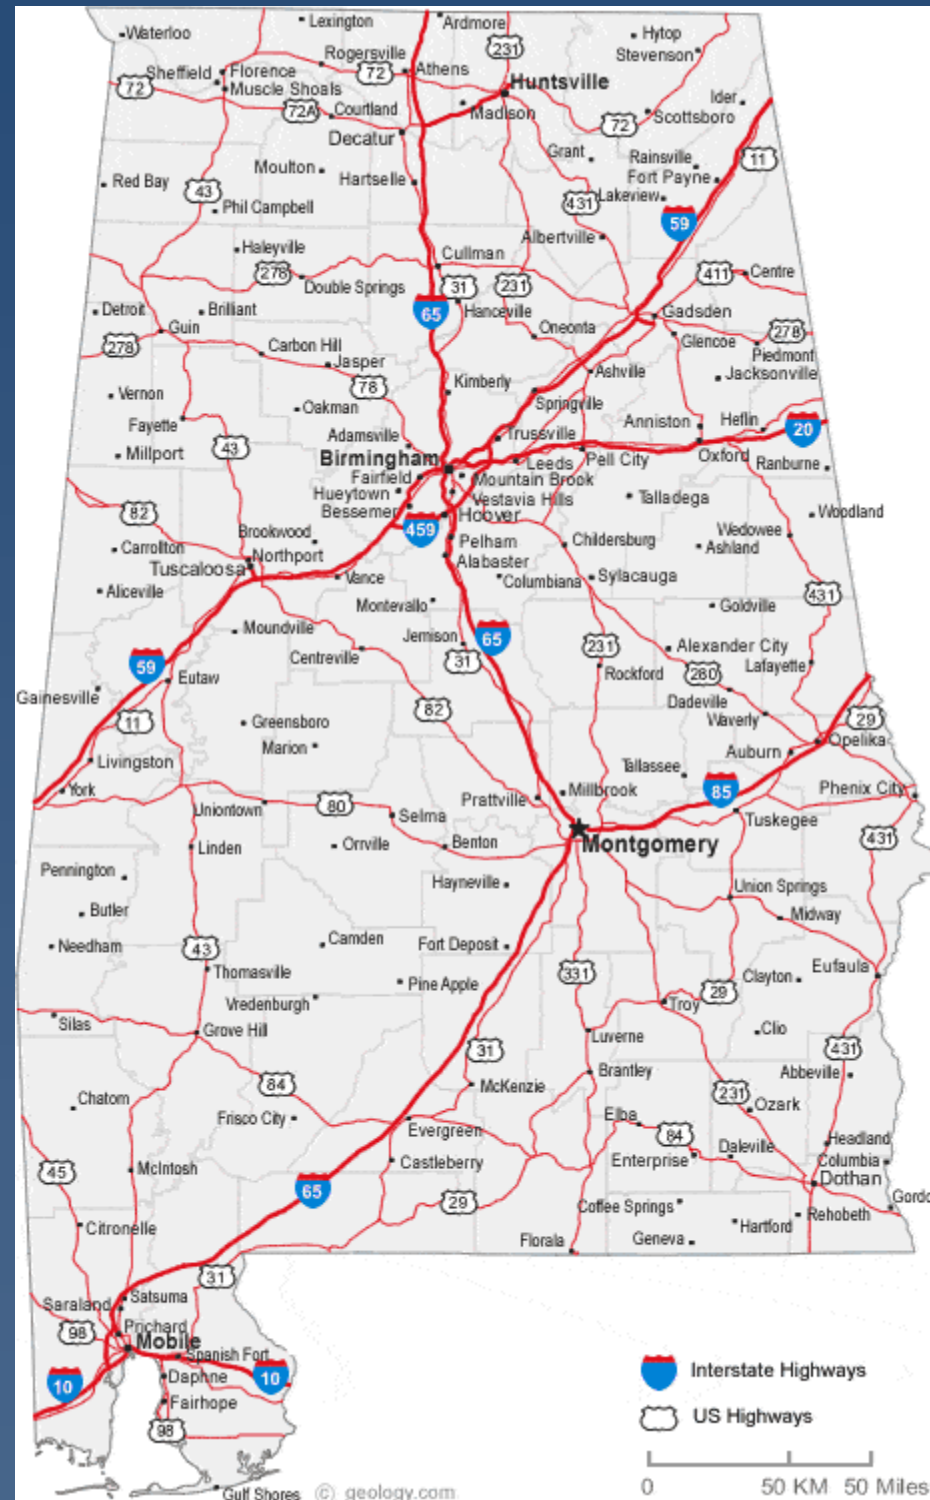 Lexington
Ardmore
Waterloo
231
Hytop
Stevenson
Rogersville
Sheffield
Florence
72
Athens
Huntsville
72
Muscle Shoals
72A
Courtland
Madison
Ider
Scottsboro
72
Decatur
Grant
Rainsville
11
Moulton
Hartselle
Fort Payne
Red Bay
43
Lakeview
431
Phil Campbell
59
Albertville
Haleyville
Cullman
278
Double Springs
31
231
411
Centre
Detroit
Brilliant
65
Hanceville
Gadsden
Guin
Oneonta
278
278
Carbon Hill
Glencoe
Piedmont
Jasper
Ashville
Jacksonville
78
Kimberly
Vernon
Oakman
Springville
Fayette
Anniston
Heflin
20
Adamsville
Trussville
43
Millport
Birmingham
Leeds
Pell City
Oxford
Ranburne
Fairfield
Mountain Brook
Hueytown
Vestavia Hills
Talladega
82
Bessemer
Hoover
Woodland
459
Brookwood
Pelham
Childersburg
Wedowee
Carrollton
Northport
Alabaster
Ashland
Tuscaloosa
Vance
Columbiana
Sylacauga
Aliceville
Montevallo
Goldville
431
Moundville
Jemison
65
Centreville
31
231
Alexander City
59
Rockford
280
Lafayette
Eutaw
Gainesville
Dadeville
11
Greensboro
82
Waverly
29
Marion
Auburn
Opelika
Livingston
Tallassee
York
Prattville
Millbrook
85
Phenix City
Uniontown
80
Selma
Tuskegee
Linden
Orrville
Benton
Montgomery
431
Pennington
Hayneville
Union Springs
Butler
Midway
Needham
43
Camden
Fort Deposit
Thomasville
Pine Apple
331
Clayton
Eufaula
Vredenburgh
29
Troy
Silas
Grove Hill
Luverne
Clio
31
431
84
McKenzie
Brantley
Abbeville
Chatom
231
Frisco City
Elba
Ozark
Evergreen
84
Daleville
Headland
45
McIntosh
Castleberry
Enterprise
Columbia
Dothan
65
29
Coffee Springs
Rehobeth
Gordo
Citronelle
Hartford
Florala
Geneva
31
Saraland
Satsuma
98
Prichard
Mobile
Spanish Fort
10
Daphne
10
Interstate Highways
Fairhope
98
US Highways
Gulf Shores
(c) geology.com
0
50 KM
50 Miles